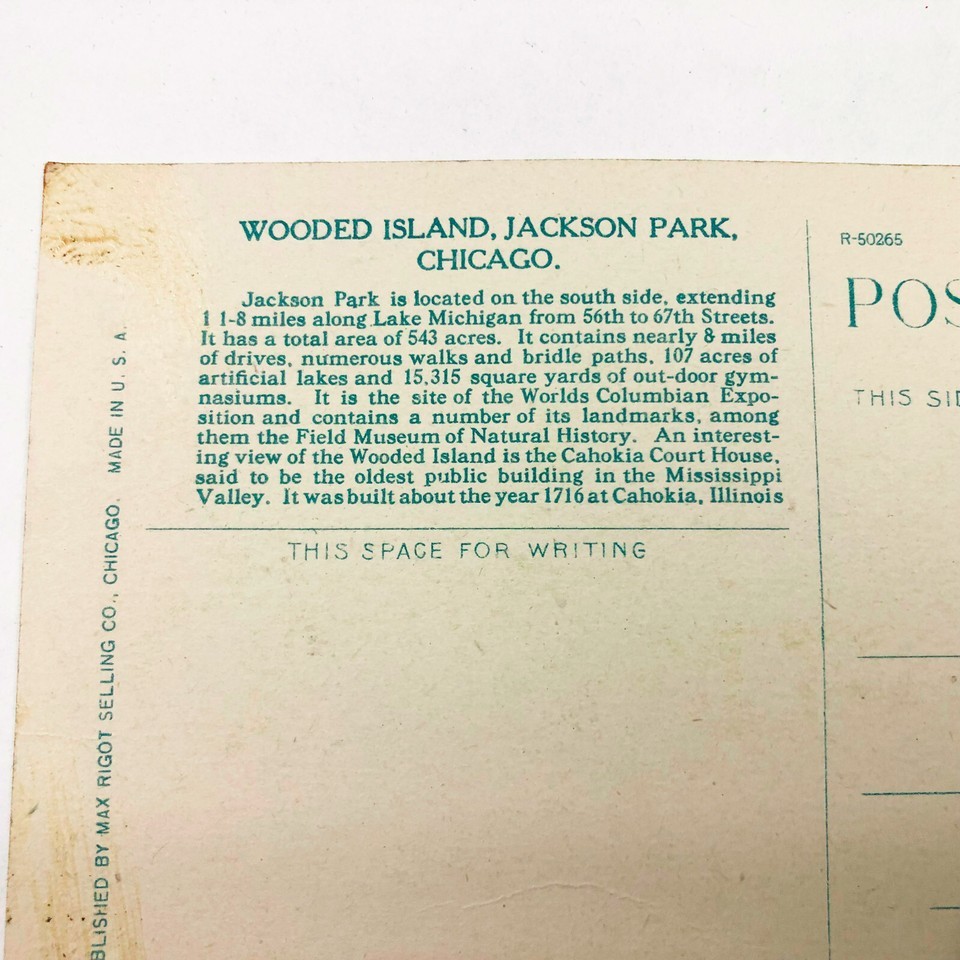 WOODED ISLAND, JACKSON PARK,
CHICAGO.
Jackson Park is located on the south side, extending
1 1-8 miles along Lake Michigan from 56th to 67th Streets.
It has a total area of 543 acres. It contains nearly 8 miles
of drives, numerous walks and bridle paths, 107 acres of
artificial lakes and 15,315 square yards of out-door gym-
nasiums. It is the site of the Worlds Columbian Expo-
sition and contains a number of its landmarks, among
them the Field Museum of Natural History. An interest-
ing view of the Wooded Island is the Cahokia Court House,
said to be the oldest public building in the Mississippi
Valley. It was built about the year 1716 at Cahokia, Illinois
THIS SPACE FOR WRITING
BLISHED BY MAX RIGOT SELLING CO., CHICAGO. MADE IN U. S. A.
R-50265
POS
THIS SID